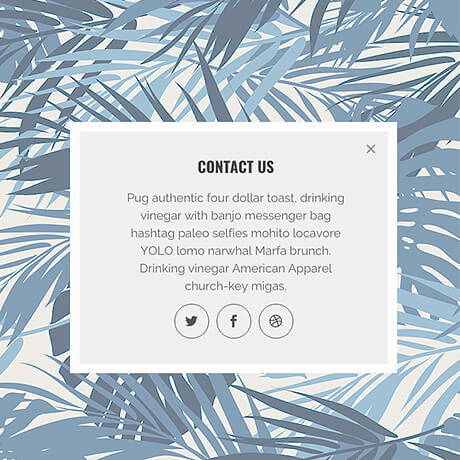 CONTACT US
Pug authentic four dollar toast, drinking
vinegar with banjo messenger bag
hashtag paleo selfies mohito locavore
YOLO lomo narwhal Marfa brunch.
Drinking vinegar American Apparel
church-key migas.